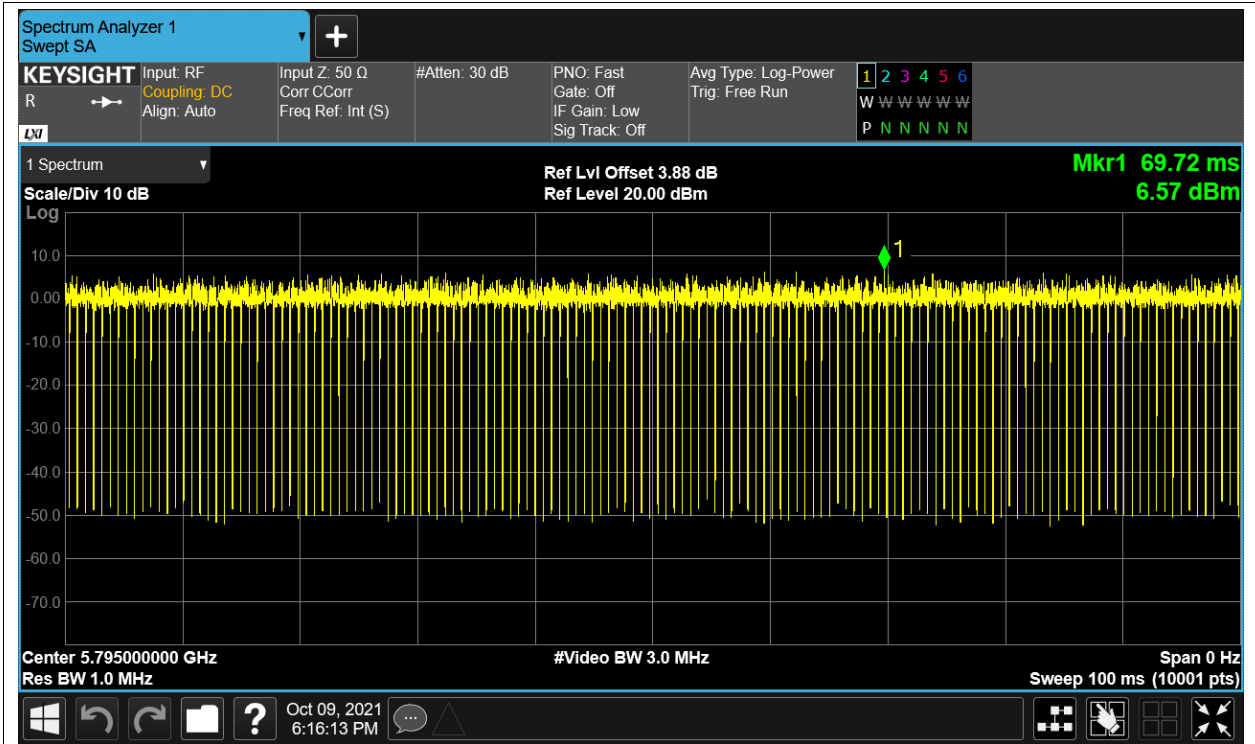 Spectrum Analyzer 1
Swept SA
+
KEYSIGHT
R
LXI
Input: RF
Coupling: DC
Align: Auto
Input Z: 50 Ω
Corr CCorr
Freq Ref: Int (S)
#Atten: 30 dB
PNO: Fast
Gate: Off
IF Gain: Low
Sig Track: Off
Avg Type: Log-Power
Trig: Free Run
1 2 3 4 5 6
W W W W W W
P N N N N N
1 Spectrum
Scale/Div 10 dB
Log
Ref Lvl Offset 3.88 dB
Ref Level 20.00 dBm
Mkr1 69.72 ms
6.57 dBm
1
10.0
0.00
-10.0
-20.0
-30.0
-40.0
-50.0
-60.0
-70.0
Center 5.795000000 GHz
Res BW 1.0 MHz
#Video BW 3.0 MHz
Span 0 Hz
Sweep 100 ms (10001 pts)
?
Oct 09, 2021
6:16:13 PM